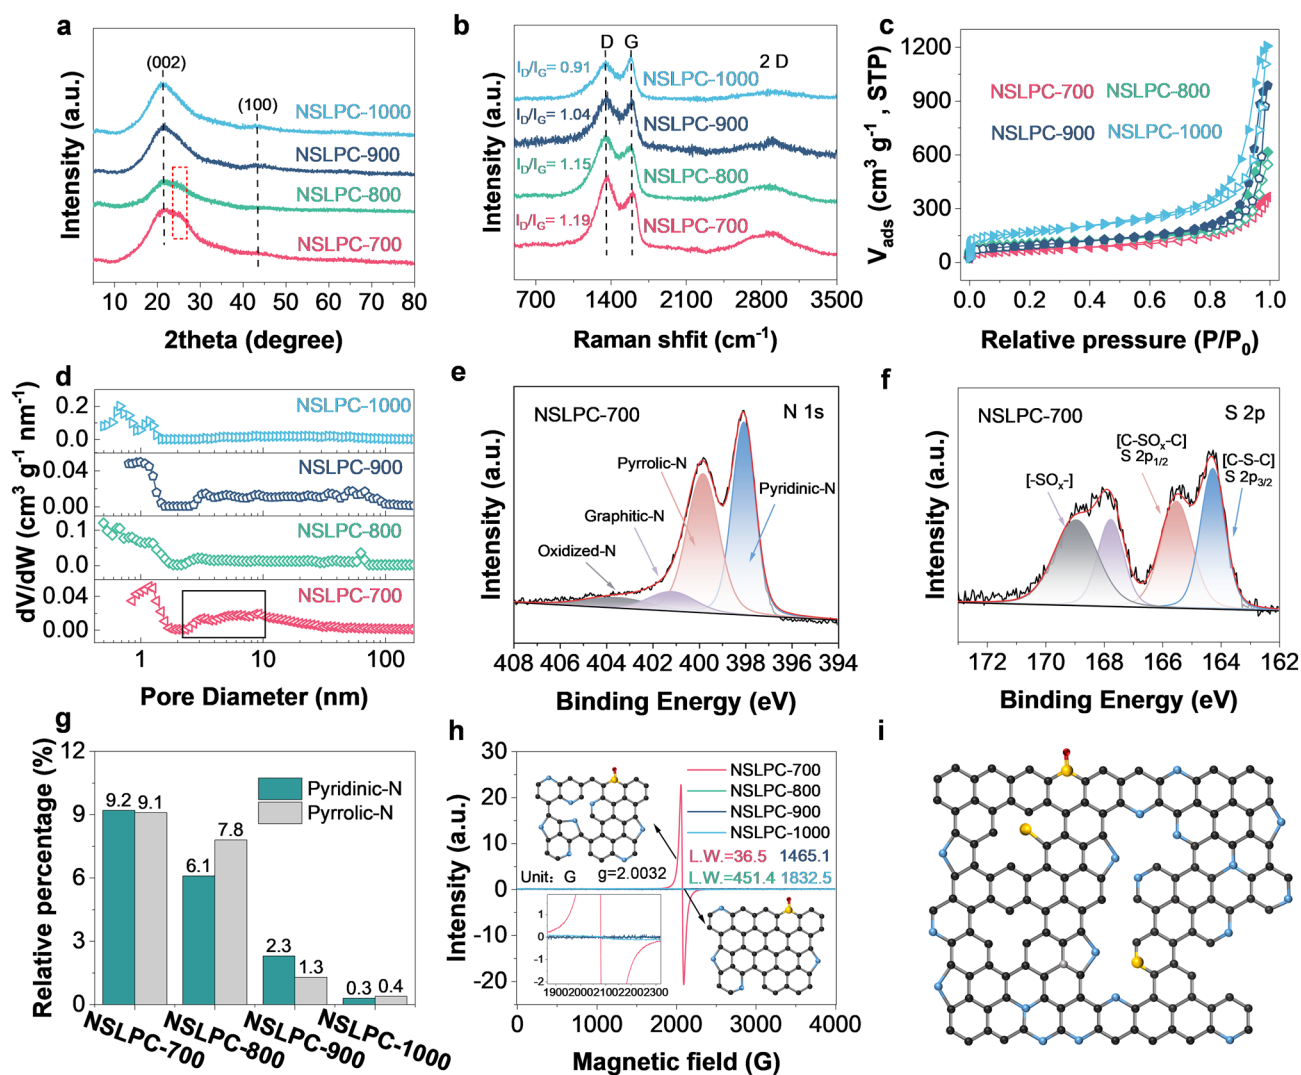 a
(002)
(100)
NSLPC-1000
NSLPC-900
NSLPC-800
NSLPC-700
Intensity (a.u.)
10 20 30 40 50 60 70 80
2theta (degree)
b
D G
2 D
I_D/I_G= 0.91
NSLPC-1000
I_D/I_G= 1.04
NSLPC-900
I_D/I_G= 1.15
NSLPC-800
I_D/I_G= 1.19
NSLPC-700
Intensity (a.u.)
700 1400 2100 2800 3500
Raman shfit (cm⁻¹)
c
1200
900
600
300
0
NSLPC-700 NSLPC-800
NSLPC-900 NSLPC-1000
V_ads (cm³ g⁻¹ , STP)
0.0 0.2 0.4 0.6 0.8 1.0
Relative pressure (P/P₀)
d
0.2
0.0
NSLPC-1000
0.04
0.00
NSLPC-900
0.1
0.0
NSLPC-800
0.04
0.00
NSLPC-700
dV/dW (cm³ g⁻¹ nm⁻¹)
1 10 100
Pore Diameter (nm)
e
NSLPC-700
N 1s
Pyrrolic-N
Pyridinic-N
Graphitic-N
Oxidized-N
Intensity (a.u.)
408 406 404 402 400 398 396 394
Binding Energy (eV)
f
NSLPC-700
S 2p
[C-SOₓ-C]
S 2p₁/₂
[C-S-C]
S 2p₃/₂
[-SOₓ-]
Intensity (a.u.)
172 170 168 166 164 162
Binding Energy (eV)
g
12
9
6
3
0
Relative percentage (%)
Pyridinic-N
Pyrrolic-N
9.2 9.1
6.1 7.8
2.3 1.3
0.3 0.4
NSLPC-700
NSLPC-800
NSLPC-900
NSLPC-1000
h
30
20
10
0
-10
-20
Intensity (a.u.)
NSLPC-700
NSLPC-800
NSLPC-900
NSLPC-1000
L.W.=36.5 1465.1
L.W.=451.4 1832.5
Unit: G g=2.0032
1
0
-1
-2
1900 2000 2100 2200 2300
0 1000 2000 3000 4000
Magnetic field (G)
i